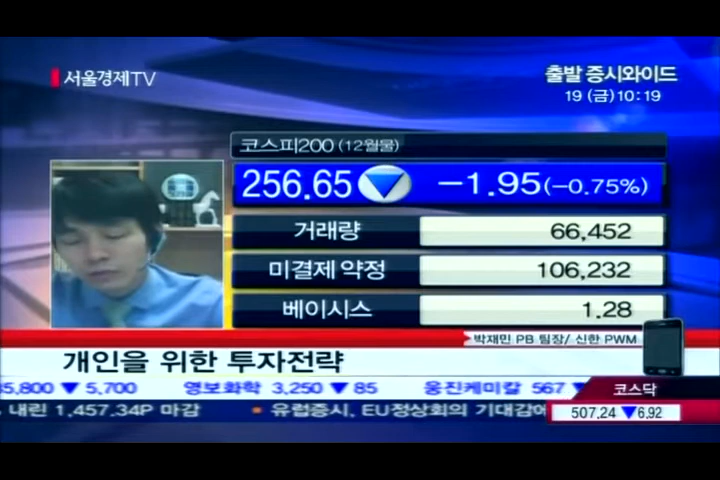 서울경제TV
출발 증시와이드
19 (금) 10:19
코스피200 (12월물)
256.65 ▼ -1.95(-0.75%)
거래량 66,452
미결제 약정 106,232
베이시스 1.28
박재민 PB 팀장/ 신한 PWM
개인을 위한 투자전략
35,800 ▼ 5,700 영보화학 3,250 ▼ 85 웅진케미칼 567 ▼
코스닥
내린 1,457.34P 마감 유럽증시, EU정상회의 기대감에
507.24 ▼6.92